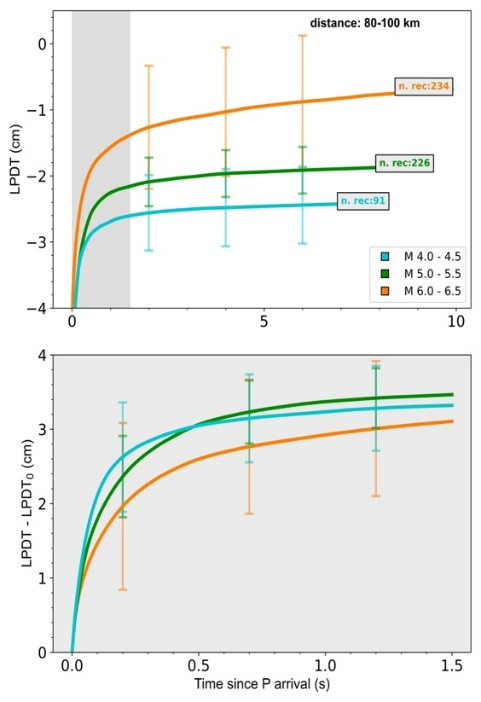 distance: 80-100 km
0
n. rec:234
−1
LPDT (cm)
n. rec:226
−2
n. rec:91
−3
M 4.0 - 4.5
M 5.0 - 5.5
M 6.0 - 6.5
−4
0
5
10
4
3
LPDT - LPDT₀ (cm)
2
1
0
0.0
0.5
1.0
1.5
Time since P arrival (s)